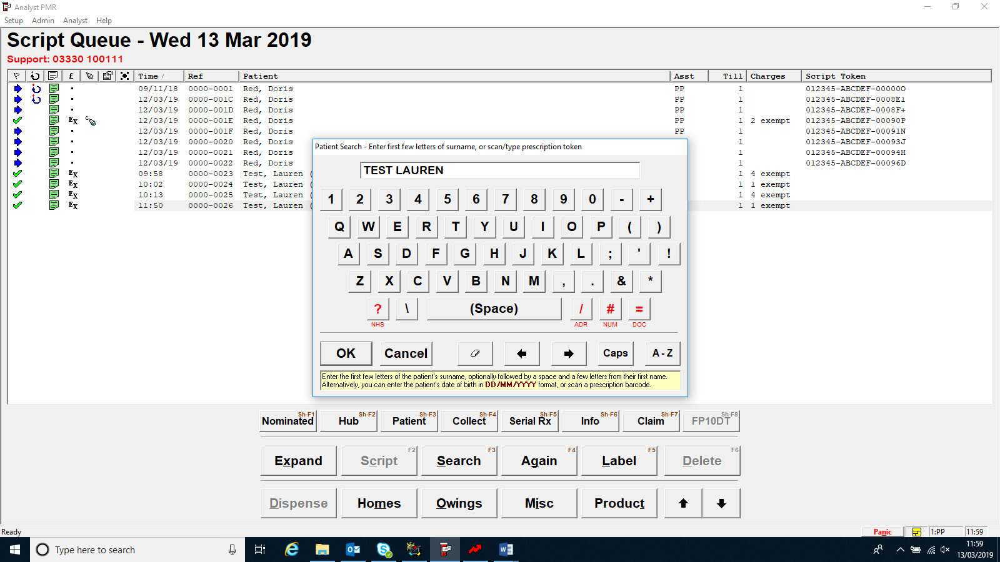 Analyst PMR
Setup Admin Analyst Help
Script Queue - Wed 13 Mar 2019
Support: 03330 100111
£ Time Ref Patient Asst Till Charges Script Token
09/11/18 0000-0001 Red, Doris PP 1 012345-ABCDEF-00000O
12/03/19 0000-001C Red, Doris PP 1 012345-ABCDEF-0008E1
12/03/19 0000-001D Red, Doris PP 1 012345-ABCDEF-0008F+
Ex 12/03/19 0000-001E Red, Doris PP 1 2 exempt 012345-ABCDEF-00090P
12/03/19 0000-001F Red, Doris PP 1 012345-ABCDEF-00091N
12/03/19 0000-0020 Red, Doris 1 012345-ABCDEF-00093J
12/03/19 0000-0021 Red, Doris 1 012345-ABCDEF-00094H
12/03/19 0000-0022 Red, Doris 1 012345-ABCDEF-00096D
Ex 09:58 0000-0023 Test, Lauren ( 1 4 exempt
Ex 10:02 0000-0024 Test, Lauren ( 1 1 exempt
Ex 10:13 0000-0025 Test, Lauren ( 1 4 exempt
Ex 11:50 0000-0026 Test, Lauren ( 1 1 exempt
Patient Search - Enter first few letters of surname, or scan/type prescription token
TEST LAUREN
1 2 3 4 5 6 7 8 9 0 - +
Q W E R T Y U I O P ( )
A S D F G H J K L ; ' !
Z X C V B N M , . & *
? \ (Space) / # =
NHS ADR NUM DOC
OK Cancel Caps A - Z
Enter the first few letters of the patient's surname, optionally followed by a space and a few letters from their first name.
Alternatively, you can enter the patient's date of birth in DD/MM/YYYY format, or scan a prescription barcode.
Sh-F1 Sh-F2 Sh-F3 Sh-F4 Sh-F5 Sh-F6 Sh-F7 Sh-F8
Nominated Hub Patient Collect Serial Rx Info Claim FP10DT
F2 F3 F4 F5 F6
Expand Script Search Again Label Delete
Dispense Homes Owings Misc Product
Ready Panic 1:PP 11:59
Type here to search
11:59
13/03/2019